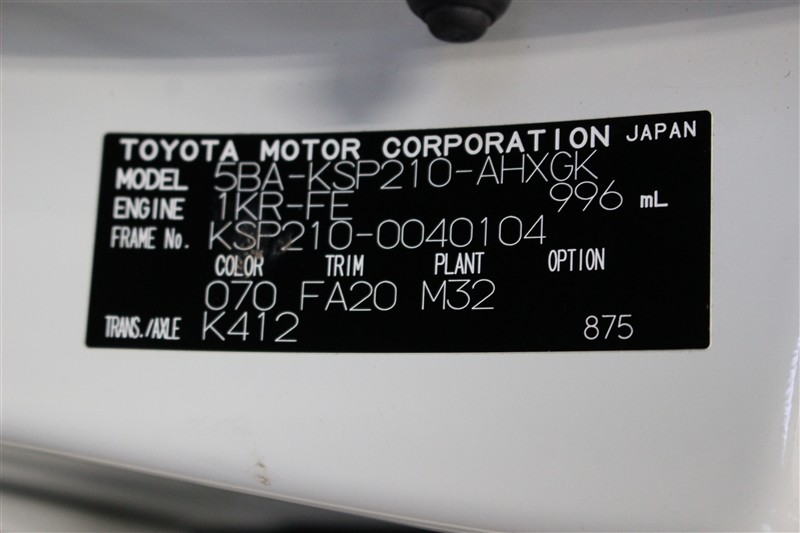 TOYOTA MOTOR CORPORATION JAPAN
MODEL 5BA-KSP210-AHXGK
ENGINE 1KR-FE 996 mL
FRAME No. KSP210-0040104
COLOR TRIM PLANT OPTION
070 FA20 M32
TRANS./AXLE K412 875